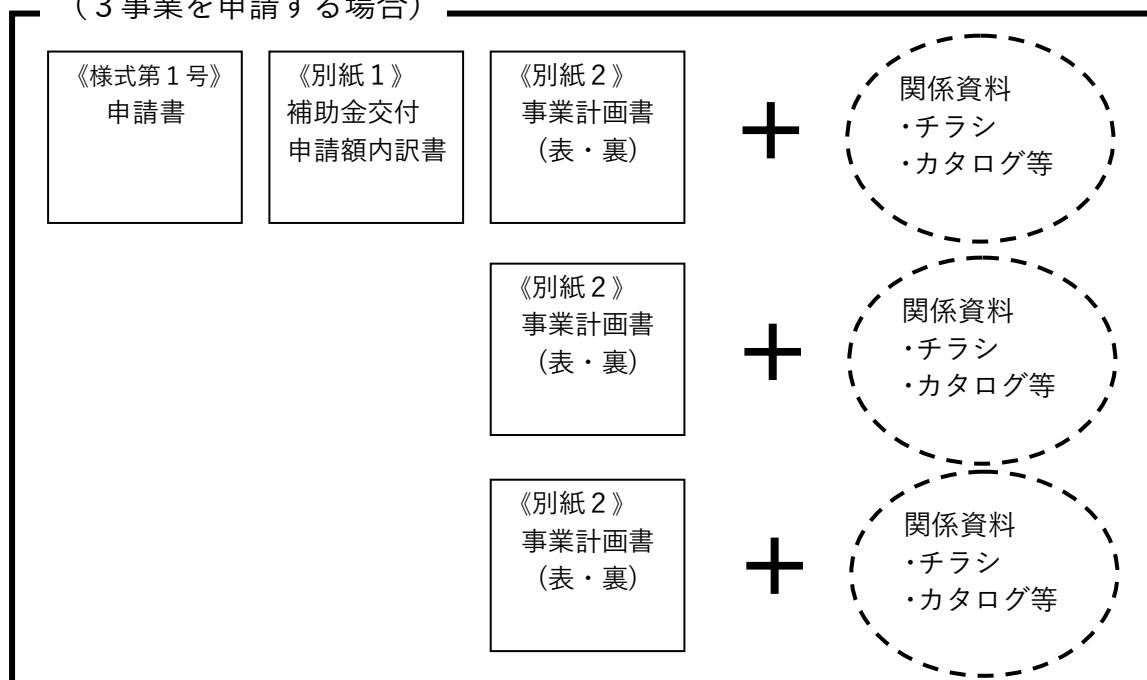 （３事業を申請する場合）
《様式第１号》
申請書
《別紙１》
補助金交付
申請額内訳書
《別紙２》
事業計画書
（表・裏）
＋
関係資料
・チラシ
・カタログ等
《別紙２》
事業計画書
（表・裏）
＋
関係資料
・チラシ
・カタログ等
《別紙２》
事業計画書
（表・裏）
＋
関係資料
・チラシ
・カタログ等